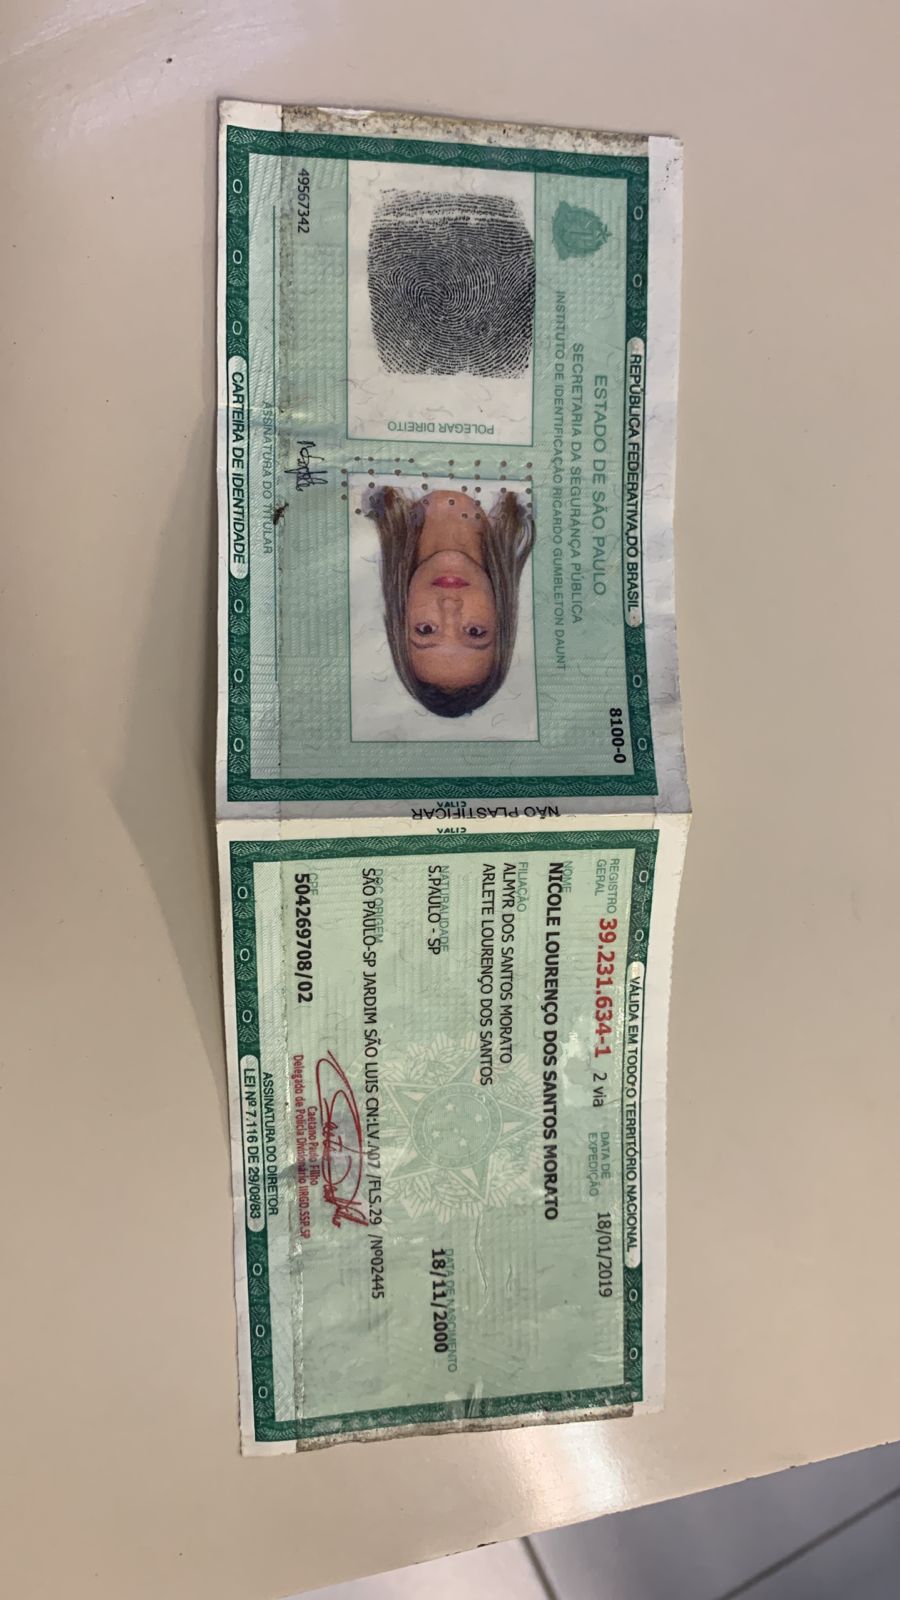 REPÚBLICA FEDERATIVA DO BRASIL
8100-0
ESTADO DE SÃO PAULO
SECRETARIA DA SEGURANÇA PÚBLICA
INSTITUTO DE IDENTIFICAÇÃO RICARDO GUMBLETON DAUNT
POLEGAR DIREITO
49567342
ASSINATURA DO TITULAR
CARTEIRA DE IDENTIDADE
NÃO PLASTIFICAR
VÁLIDA EM TODO O TERRITÓRIO NACIONAL
REGISTRO GERAL 39.231.634-1 2 via DATA DE EXPEDIÇÃO 18/01/2019
NOME
NICOLE LOURENÇO DOS SANTOS MORATO
FILIAÇÃO
ALMYR DOS SANTOS MORATO
ARLETE LOURENÇO DOS SANTOS
NATURALIDADE DATA DE NASCIMENTO
S.PAULO - SP 18/11/2000
DOC ORIGEM
SÃO PAULO-SP JARDIM SÃO LUIS CN:LV.A07 /FLS.29 /Nº02445
CPF
504269708/02
Caetano Paulo Filho
Delegado de Polícia Divisionário IIRGD.SSP.SP
ASSINATURA DO DIRETOR
LEI Nº 7.116 DE 29/08/83